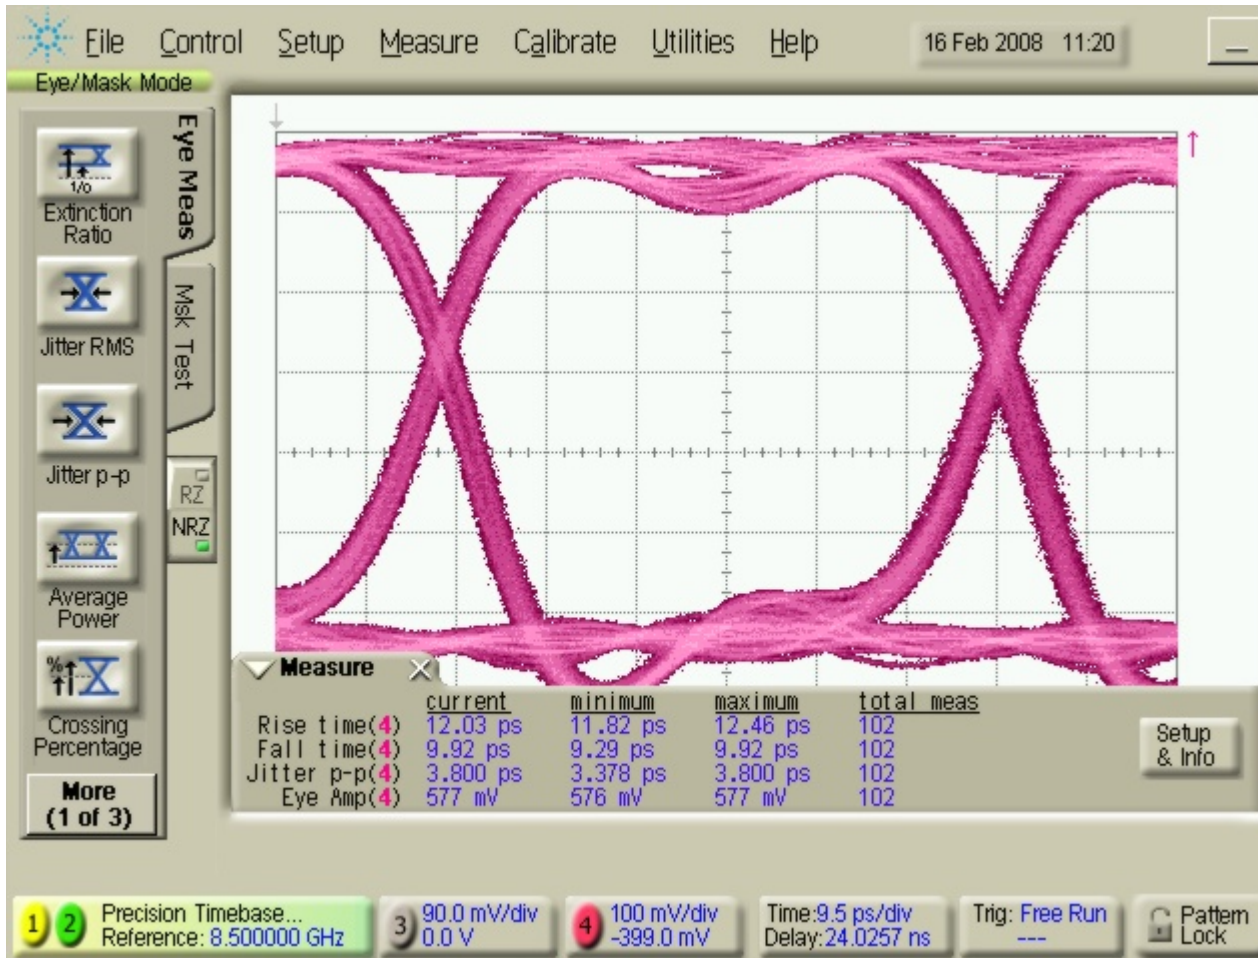 File Control Setup Measure Calibrate Utilities Help 16 Feb 2008 11:20
Eye/Mask Mode
Eye Meas
Msk Test
1/0
Extinction
Ratio
Jitter RMS
Jitter p-p
RZ
NRZ
Average
Power
%
Crossing
Percentage
More
(1 of 3)
Measure
current minimum maximum total meas
Rise time(4) 12.03 ps 11.82 ps 12.46 ps 102
Fall time(4) 9.92 ps 9.29 ps 9.92 ps 102
Jitter p-p(4) 3.800 ps 3.378 ps 3.800 ps 102
Eye Amp(4) 577 mV 576 mV 577 mV 102
Setup
& Info
1 2 Precision Timebase...
Reference: 8.500000 GHz
3 90.0 mV/div
0.0 V
4 100 mV/div
-399.0 mV
Time:9.5 ps/div
Delay:24.0257 ns
Trig: Free Run
---
Pattern
Lock